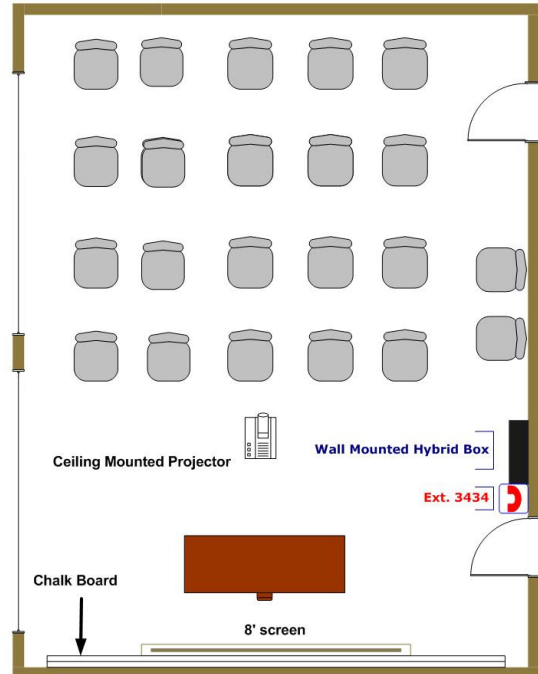 Wall Mounted Hybrid Box
Ceiling Mounted Projector
Ext. 3434
Chalk Board
8' screen